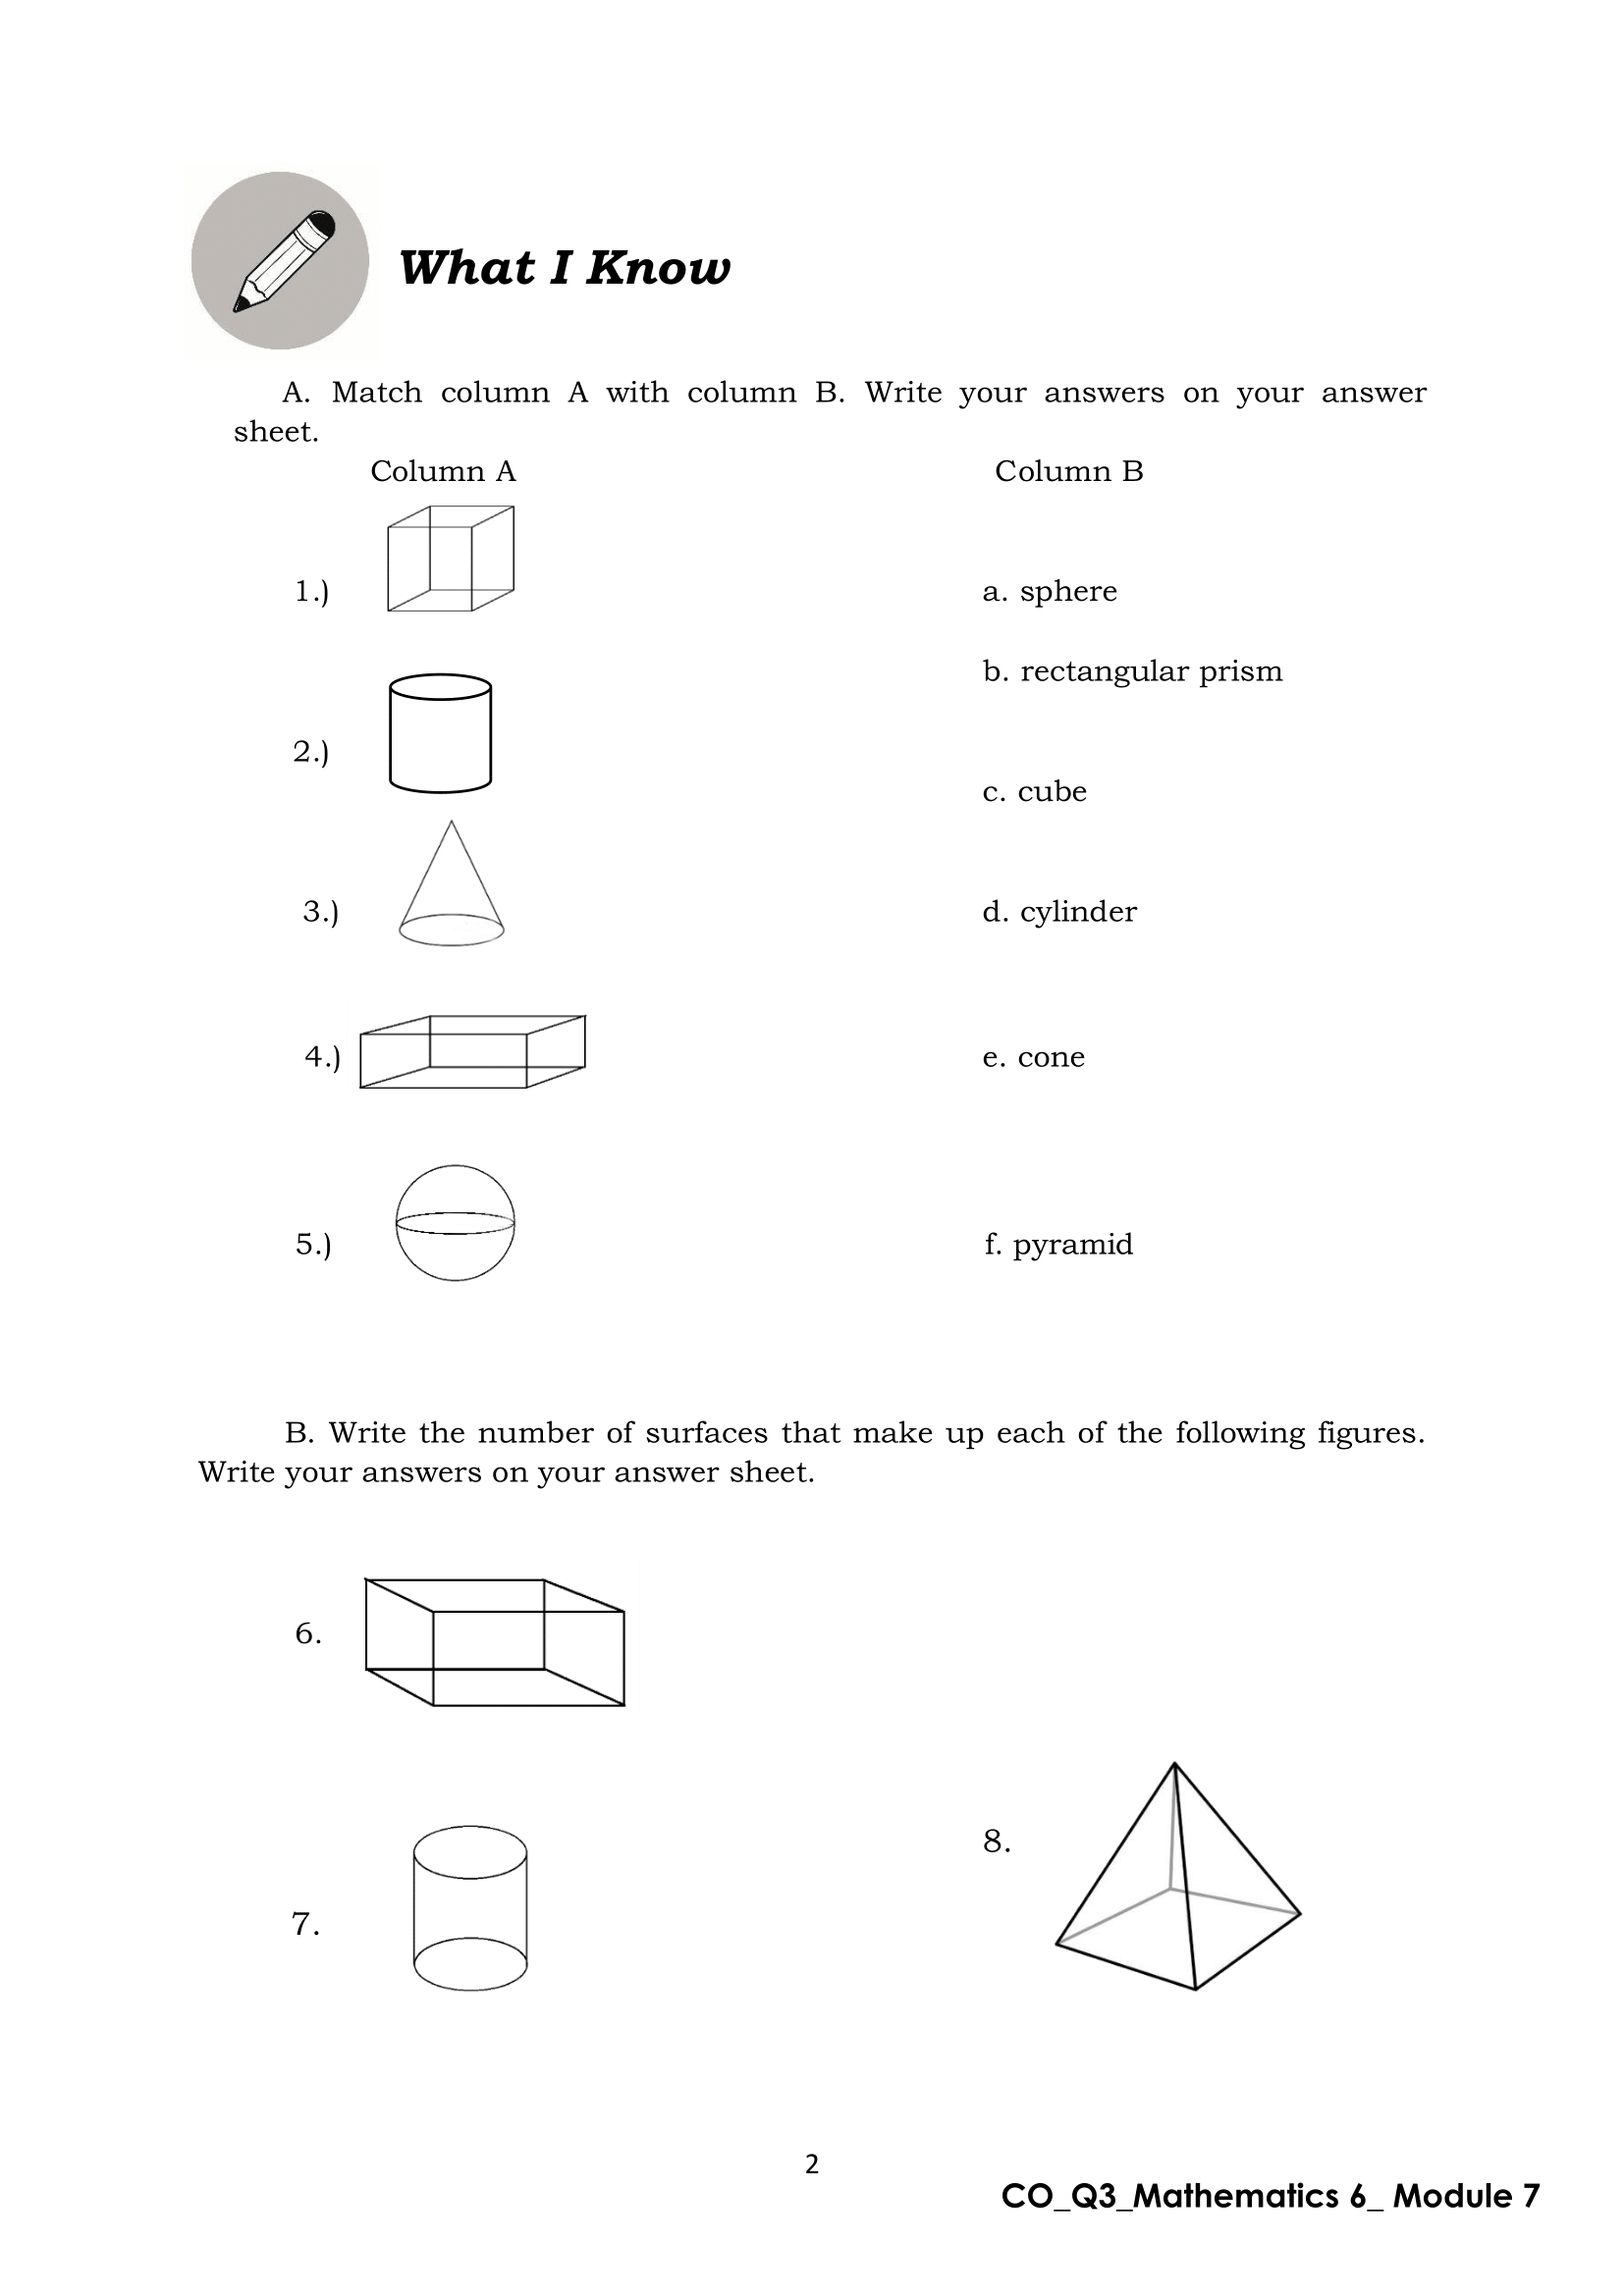 What I Know
A. Match column A with column B. Write your answers on your answer
sheet.
Column A Column B
1.) a. sphere
b. rectangular prism
2.)
c. cube
3.) d. cylinder
4.) e. cone
5.) f. pyramid
B. Write the number of surfaces that make up each of the following figures.
Write your answers on your answer sheet.
6.
8.
7.
2
CO_Q3_Mathematics 6_ Module 7